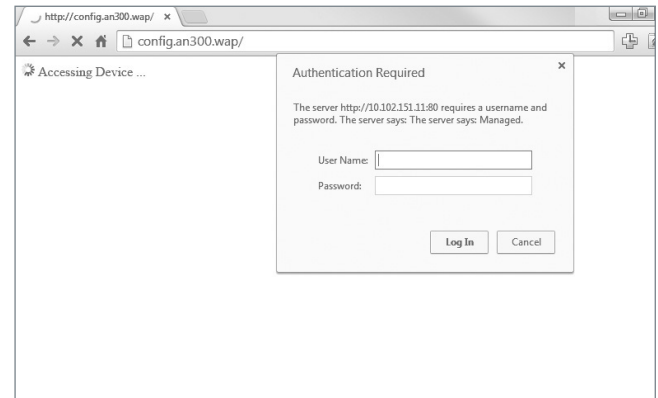 http://config.an300.wap/
config.an300.wap/
Accessing Device ...
Authentication Required
The server http://10.102.151.11:80 requires a username and
password. The server says: The server says: Managed.
User Name:
Password:
Log In
Cancel